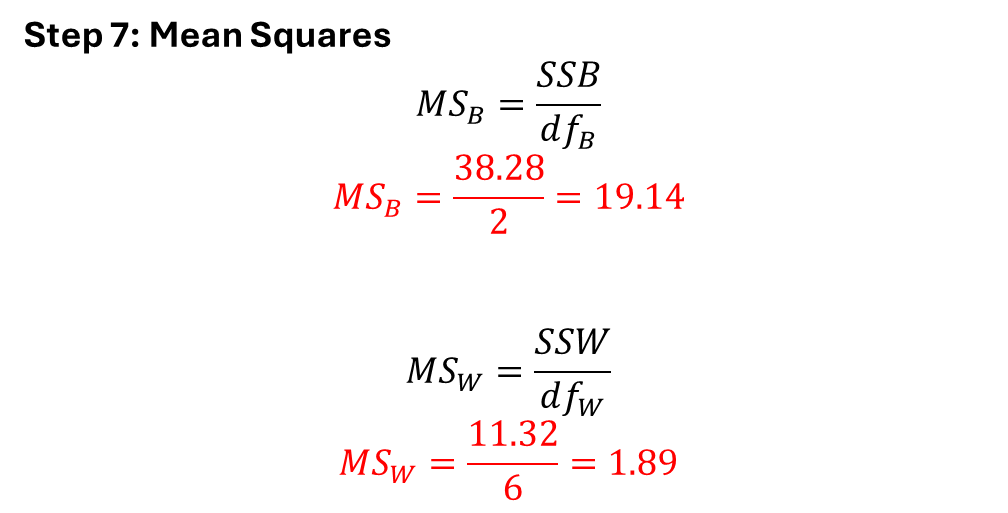 Step 7: Mean Squares
MS_B = SSB / df_B
MS_B = 38.28 / 2 = 19.14
MS_W = SSW / df_W
MS_W = 11.32 / 6 = 1.89